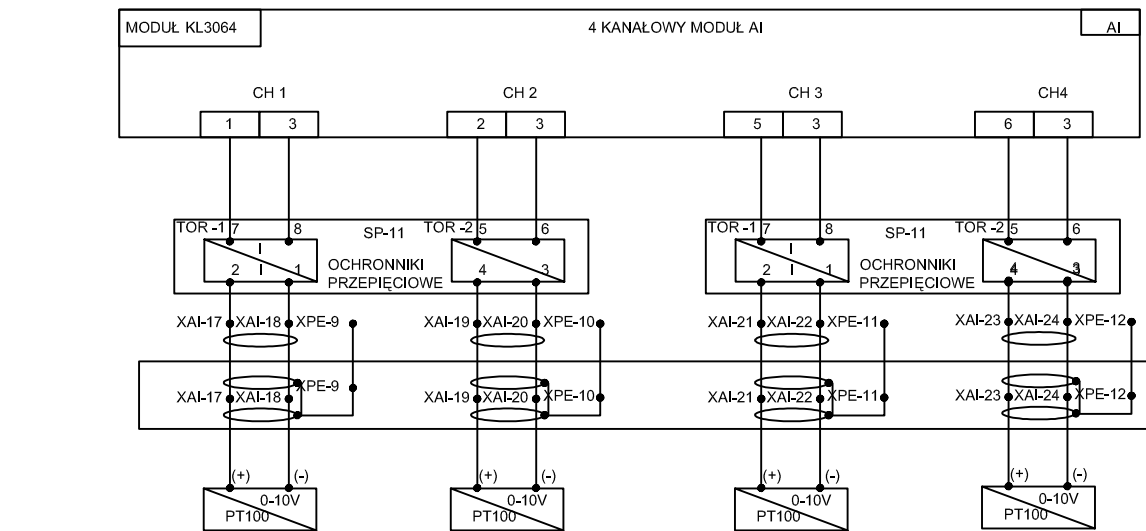 MODUŁ KL3064 4 KANAŁOWY MODUŁ AI AI
CH 1 CH 2 CH 3 CH4
1 3 2 3 5 3 6 3
TOR -1 7 8 SP-11 TOR -2 5 6 TOR -1 7 8 SP-11 TOR -2 5 6
2 1 OCHRONNIKI 4 3 2 1 OCHRONNIKI 4 3
PRZEPIĘCIOWE PRZEPIĘCIOWE
XAI-17 XAI-18 XPE-9 XAI-19 XAI-20 XPE-10 XAI-21 XAI-22 XPE-11 XAI-23 XAI-24 XPE-12
XAI-17 XAI-18 XPE-9 XAI-19 XAI-20 XPE-10 XAI-21 XAI-22 XPE-11 XAI-23 XAI-24 XPE-12
(+) (-) (+) (-) (+) (-) (+) (-)
0-10V 0-10V 0-10V 0-10V
PT100 PT100 PT100 PT100